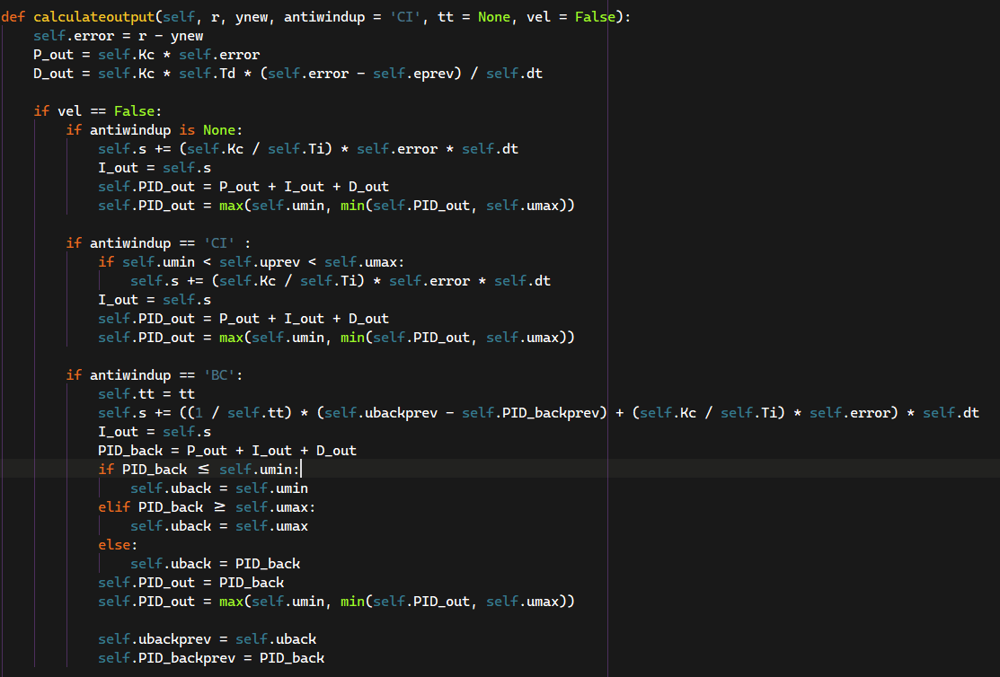 def calculateoutput(self, r, ynew, antiwindup = 'CI', tt = None, vel = False):
    self.error = r - ynew
    P_out = self.Kc * self.error
    D_out = self.Kc * self.Td * (self.error - self.eprev) / self.dt

    if vel == False:
        if antiwindup is None:
            self.s += (self.Kc / self.Ti) * self.error * self.dt
            I_out = self.s
            self.PID_out = P_out + I_out + D_out
            self.PID_out = max(self.umin, min(self.PID_out, self.umax))

        if antiwindup == 'CI' :
            if self.umin < self.uprev < self.umax:
                self.s += (self.Kc / self.Ti) * self.error * self.dt
            I_out = self.s
            self.PID_out = P_out + I_out + D_out
            self.PID_out = max(self.umin, min(self.PID_out, self.umax))

        if antiwindup == 'BC':
            self.tt = tt
            self.s += ((1 / self.tt) * (self.ubackprev - self.PID_backprev) + (self.Kc / self.Ti) * self.error) * self.dt
            I_out = self.s
            PID_back = P_out + I_out + D_out
            if PID_back ≤ self.umin:
                self.uback = self.umin
            elif PID_back ≥ self.umax:
                self.uback = self.umax
            else:
                self.uback = PID_back
            self.PID_out = PID_back
            self.PID_out = max(self.umin, min(self.PID_out, self.umax))

            self.ubackprev = self.uback
            self.PID_backprev = PID_back